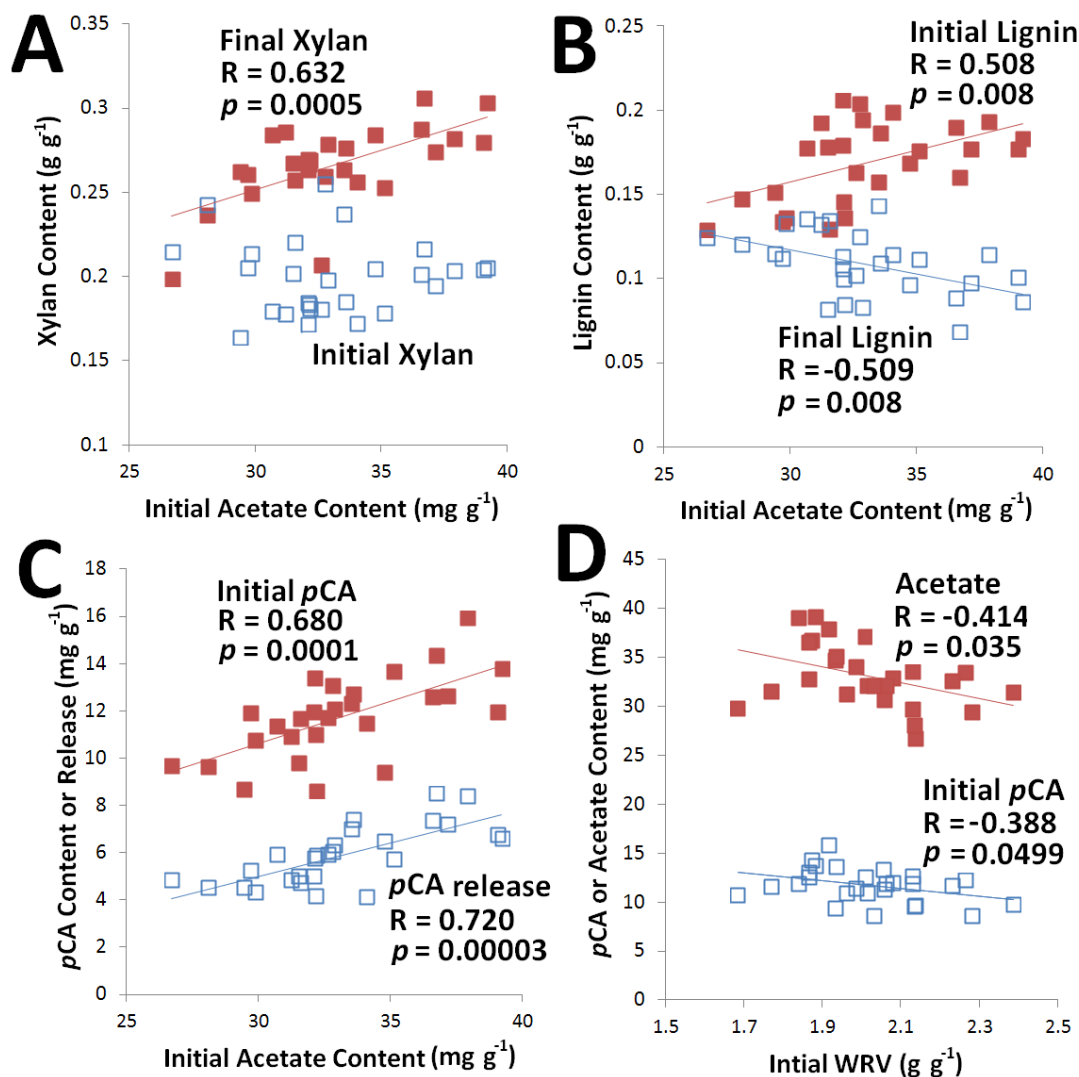 A
Final Xylan
R = 0.632
p = 0.0005
Initial Xylan
Xylan Content (g g-1)
0.35
0.3
0.25
0.2
0.15
0.1
25 30 35 40
Initial Acetate Content (mg g-1)
B
Initial Lignin
R = 0.508
p = 0.008
Final Lignin
R = -0.509
p = 0.008
Lignin Content (g g-1)
0.25
0.2
0.15
0.1
0.05
0
25 30 35 40
Initial Acetate Content (mg g-1)
C
Initial pCA
R = 0.680
p = 0.0001
pCA release
R = 0.720
p = 0.00003
pCA Content or Release (mg g-1)
18
16
14
12
10
8
6
4
2
0
25 30 35 40
Initial Acetate Content (mg g-1)
D
Acetate
R = -0.414
p = 0.035
Initial pCA
R = -0.388
p = 0.0499
pCA or Acetate Content (mg g-1)
45
40
35
30
25
20
15
10
5
0
1.5 1.7 1.9 2.1 2.3 2.5
Intial WRV (g g-1)